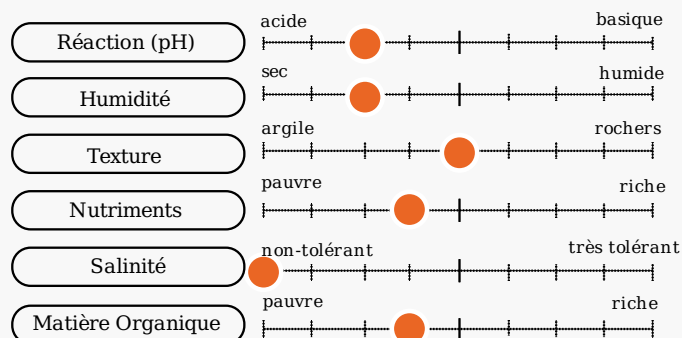 acide basique
Réaction (pH)
sec humide
Humidité
argile rochers
Texture
pauvre riche
Nutriments
non-tolérant très tolérant
Salinité
pauvre riche
Matière Organique